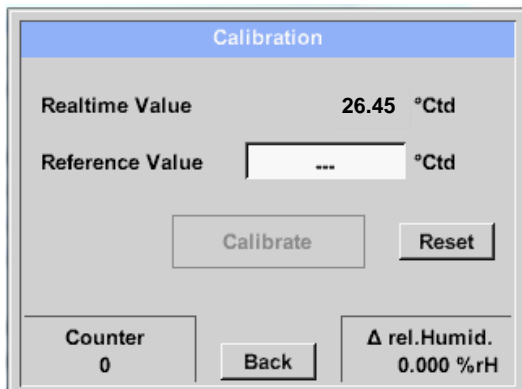 Calibration
Realtime Value 26.45 °Ctd
Reference Value --- °Ctd
Calibrate Reset
Counter Δ rel.Humid.
0 Back 0.000 %rH